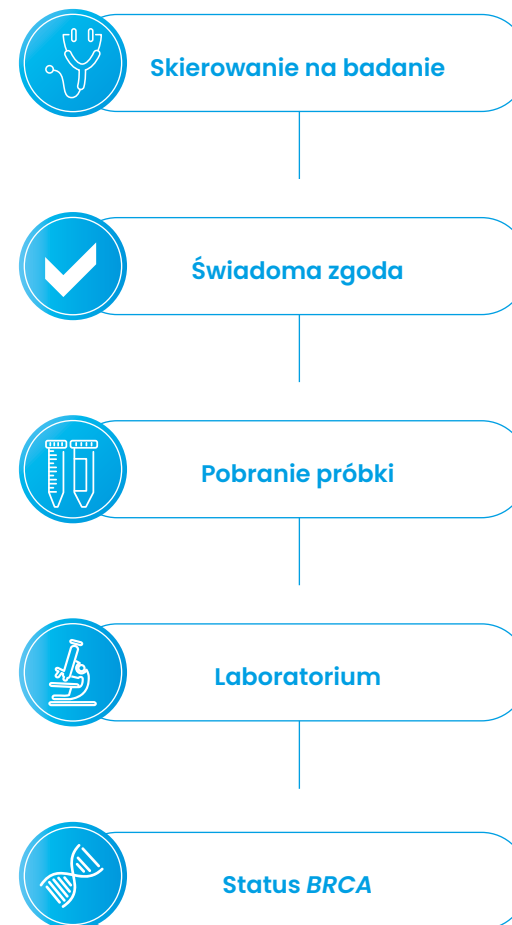 Skierowanie na badanie
Świadoma zgoda
Pobranie próbki
Laboratorium
Status BRCA